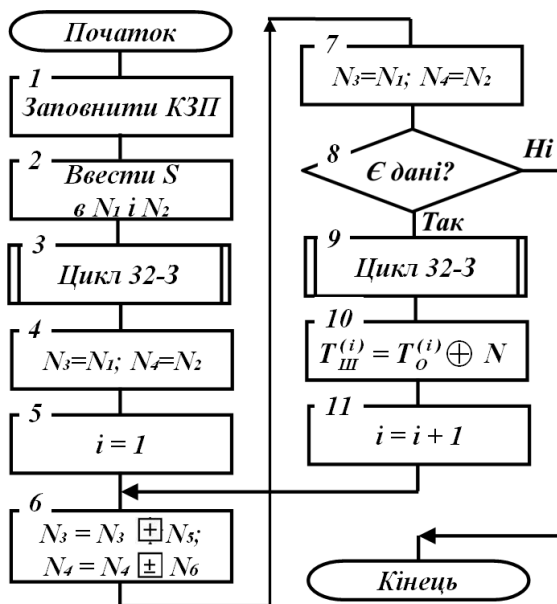 Початок
1
Заповнити КЗП
2
Ввести S
в N₁ і N₂
3
Цикл 32-З
4
N₃=N₁; N₄=N₂
5
i = 1
6
N₃ = N₃ ⊞ N₅;
N₄ = N₄ ± N₆
7
N₃=N₁; N₄=N₂
8
Є дані?
Ні
Так
9
Цикл 32-З
10
T_Ш^(i) = T_О^(i) ⊕ N
11
i = i + 1
Кінець